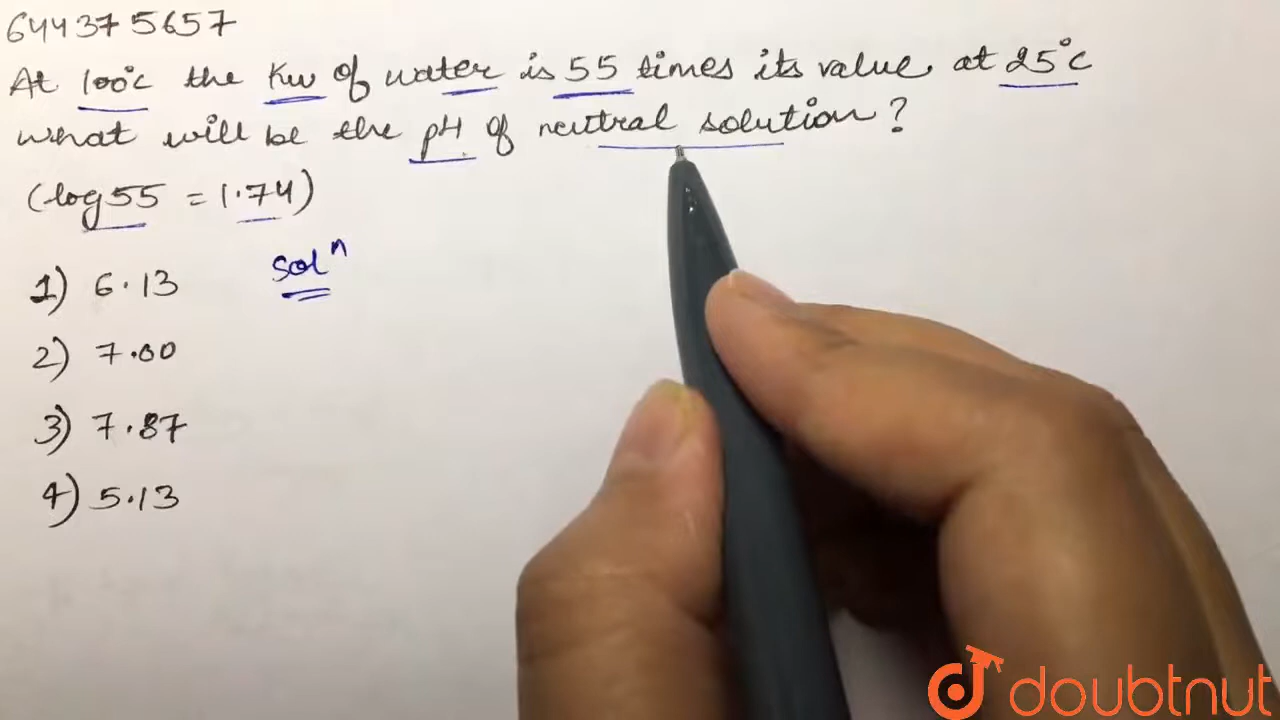 644375657
At 100°C the Kw of water is 55 times its value at 25°C
what will be the pH of neutral solution ?
(log 55 = 1.74)
solⁿ
1) 6.13
2) 7.00
3) 7.87
4) 5.13
doubtnut